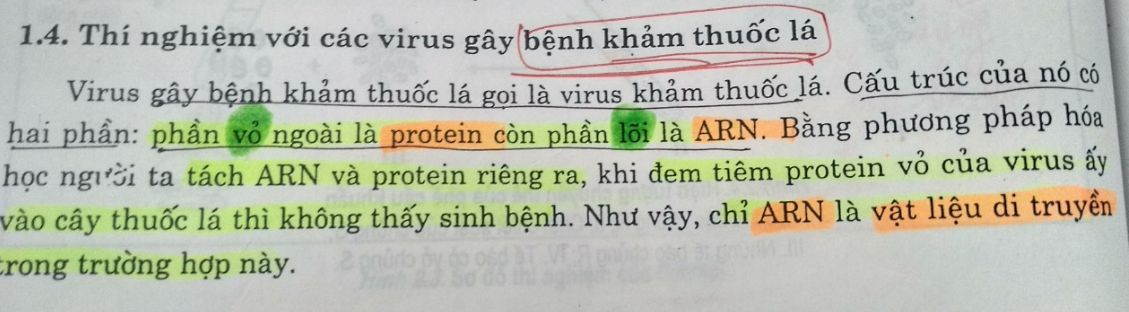 1.4. Thí nghiệm với các virus gây bệnh khảm thuốc lá
Virus gây bệnh khảm thuốc lá gọi là virus khảm thuốc lá. Cấu trúc của nó có
hai phần: phần vỏ ngoài là protein còn phần lõi là ARN. Bằng phương pháp hóa
học người ta tách ARN và protein riêng ra, khi đem tiêm protein vỏ của virus ấy
vào cây thuốc lá thì không thấy sinh bệnh. Như vậy, chỉ ARN là vật liệu di truyền
trong trường hợp này.